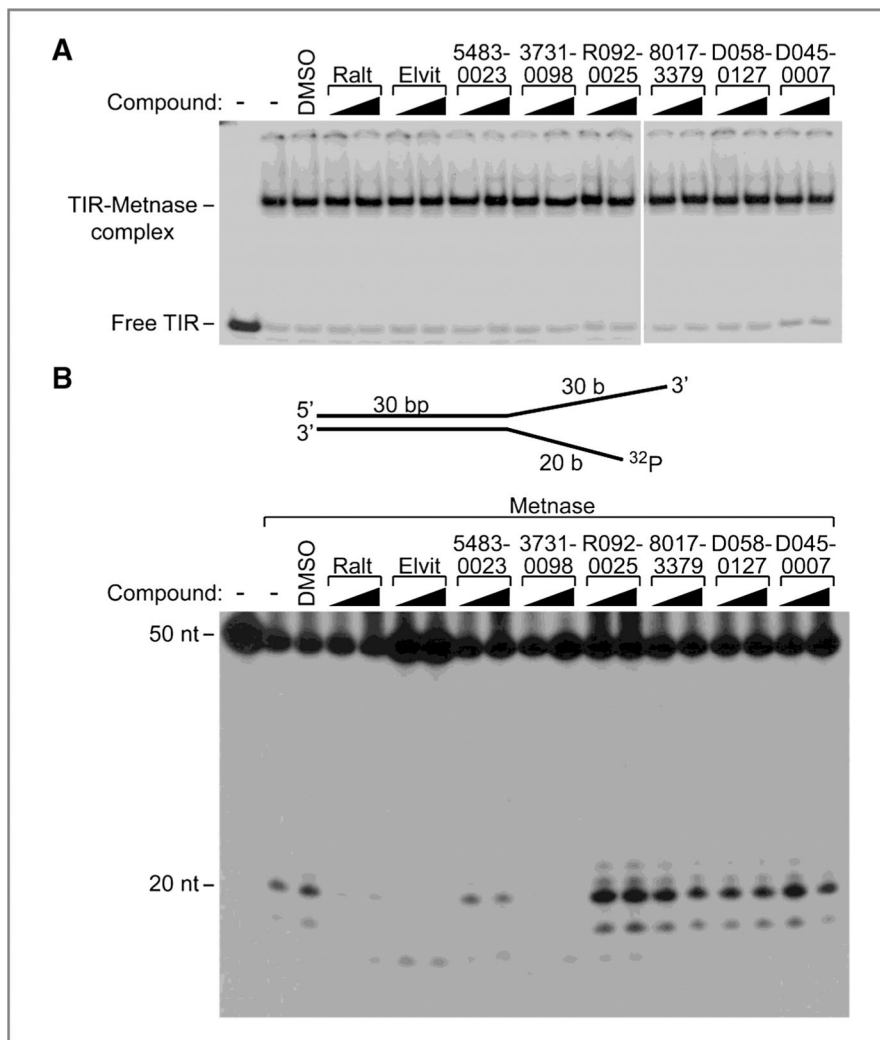 A
5483- 3731- R092- 8017- D058- D045-
DMSO Ralt Elvit 0023 0098 0025 3379 0127 0007
Compound: - -
TIR-Metnase –
complex
Free TIR –
B
30 b 3’
5’ 30 bp
3’
20 b ³²P
Metnase
5483- 3731- R092- 8017- D058- D045-
DMSO Ralt Elvit 0023 0098 0025 3379 0127 0007
Compound: - -
50 nt –
20 nt –